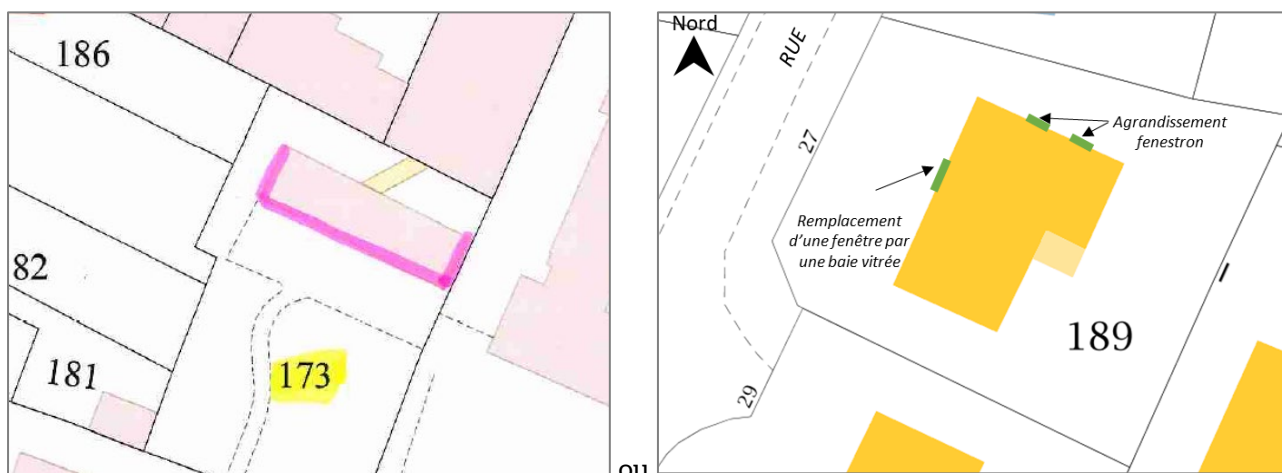 186
82
181
173
ou
Nord
RUE
27
Agrandissement
fenestron
Remplacement
d'une fenêtre par
une baie vitrée
189
29